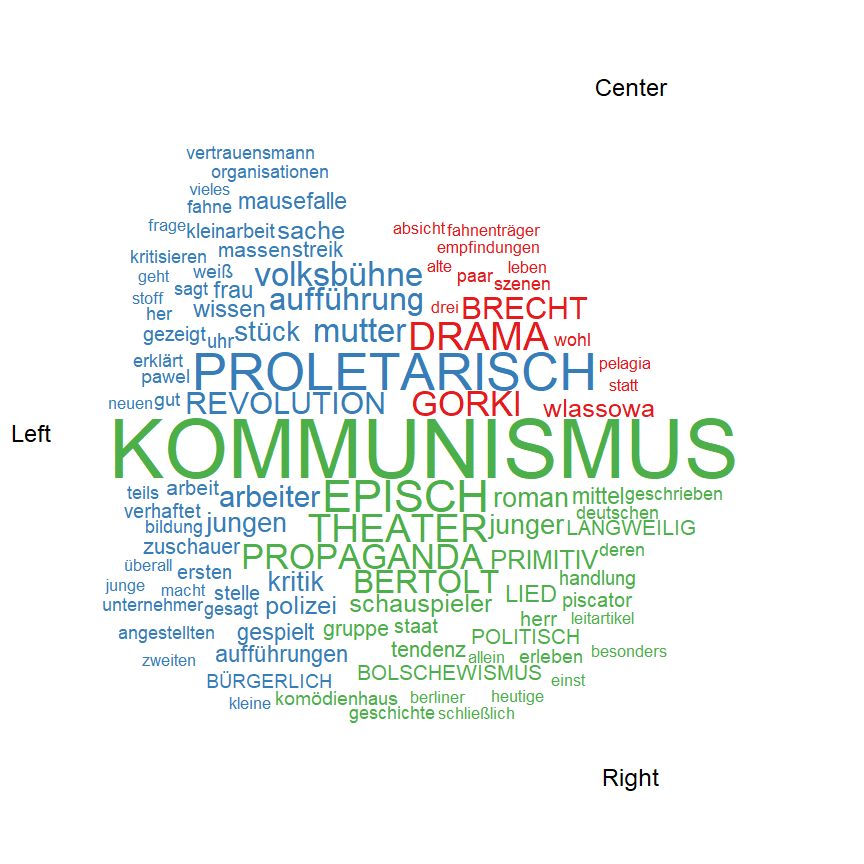 Center
vertrauensmann
organisationen
vieles
fahne mausefalle
frage kleinarbeit sache absicht fahnenträger
kritisieren massenstreik empfindungen
geht weiß volksbühne alte paar leben
stoff sagt frau aufführung szenen
her wissen drei BRECHT
gezeigt uhr stück mutter DRAMA wohl
erklärt PROLETARISCH pelagia
pawel statt
neuen gut REVOLUTION GORKI wlassowa
Left KOMMUNISMUS
teils arbeit arbeiter EPISCH roman mittel geschrieben
verhaftet deutschen
bildung jungen THEATER junger LANGWEILIG
zuschauer PROPAGANDA PRIMITIV deren
überall ersten kritik BERTOLT handlung
junge macht stelle LIED piscator
unternehmer gesagt polizei schauspieler herr leitartikel
angestellten gespielt gruppe staat POLITISCH
zweiten aufführungen tendenz allein erleben besonders
BÜRGERLICH BOLSCHEWISMUS einst
kleine komödienhaus berliner heutige
geschichte schließlich
Right